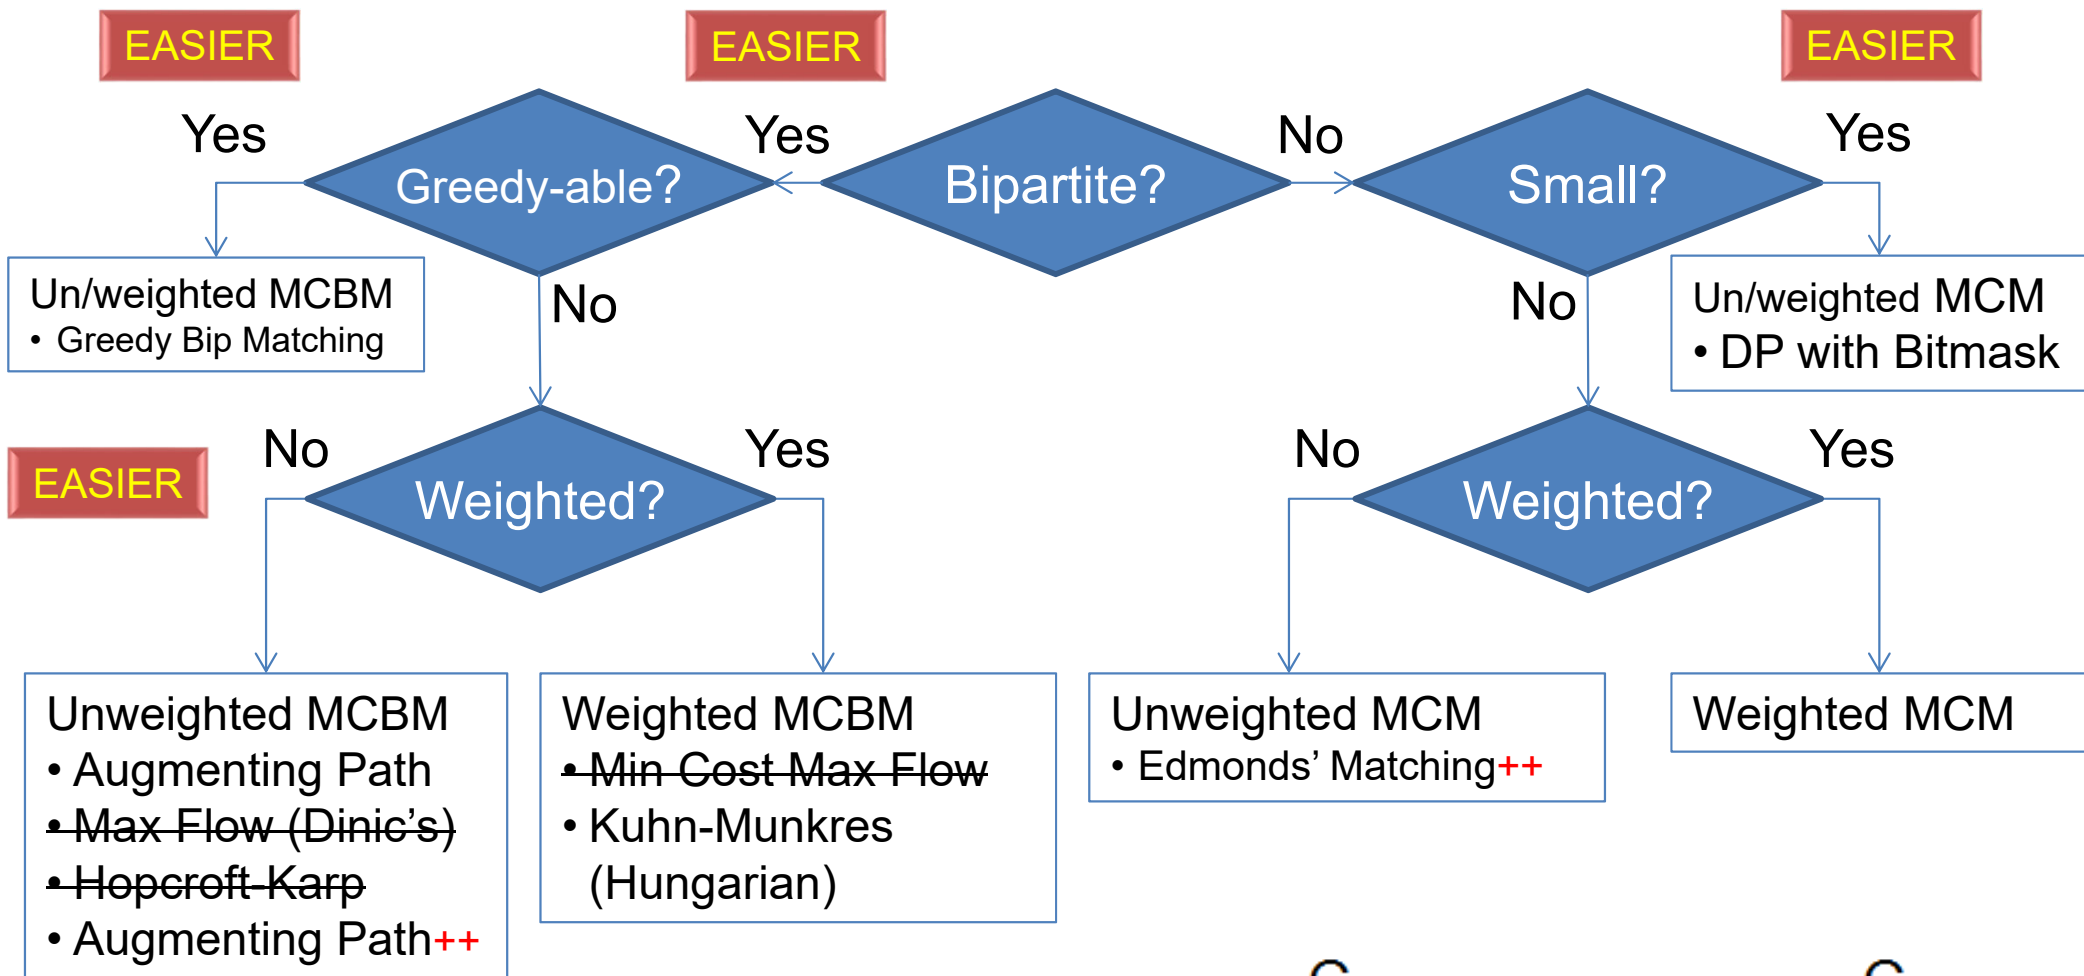 EASIER
EASIER
EASIER
Yes
Yes
No
Yes
Greedy-able?
Bipartite?
Small?
Un/weighted MCBM
• Greedy Bip Matching
No
No
Un/weighted MCM
• DP with Bitmask
EASIER
No
Yes
No
Yes
Weighted?
Weighted?
Unweighted MCBM
• Augmenting Path
• Max Flow (Dinic's)
• Hopcroft-Karp
• Augmenting Path++
Weighted MCBM
• Min Cost Max Flow
• Kuhn-Munkres
(Hungarian)
Unweighted MCM
• Edmonds' Matching++
Weighted MCM